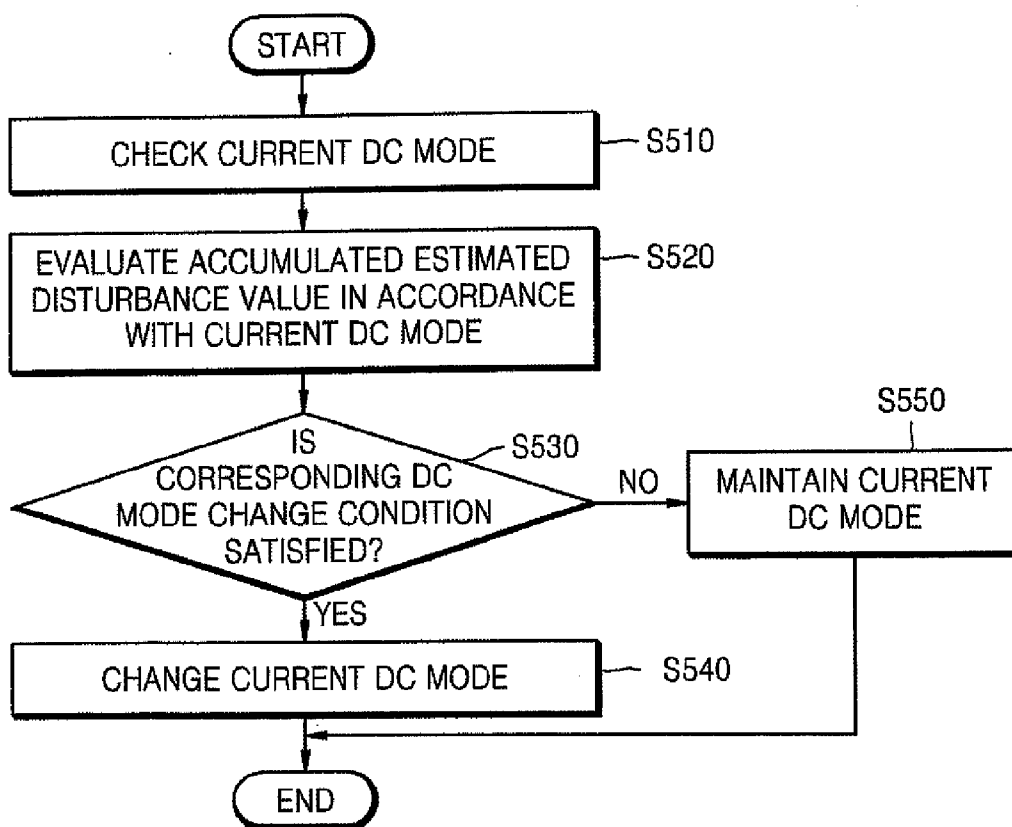 START
CHECK CURRENT DC MODE
S510
EVALUATE ACCUMULATED ESTIMATED
DISTURBANCE VALUE IN ACCORDANCE
WITH CURRENT DC MODE
S520
IS
CORRESPONDING DC
MODE CHANGE CONDITION
SATISFIED?
S530
NO
S550
MAINTAIN CURRENT
DC MODE
YES
CHANGE CURRENT DC MODE
S540
END